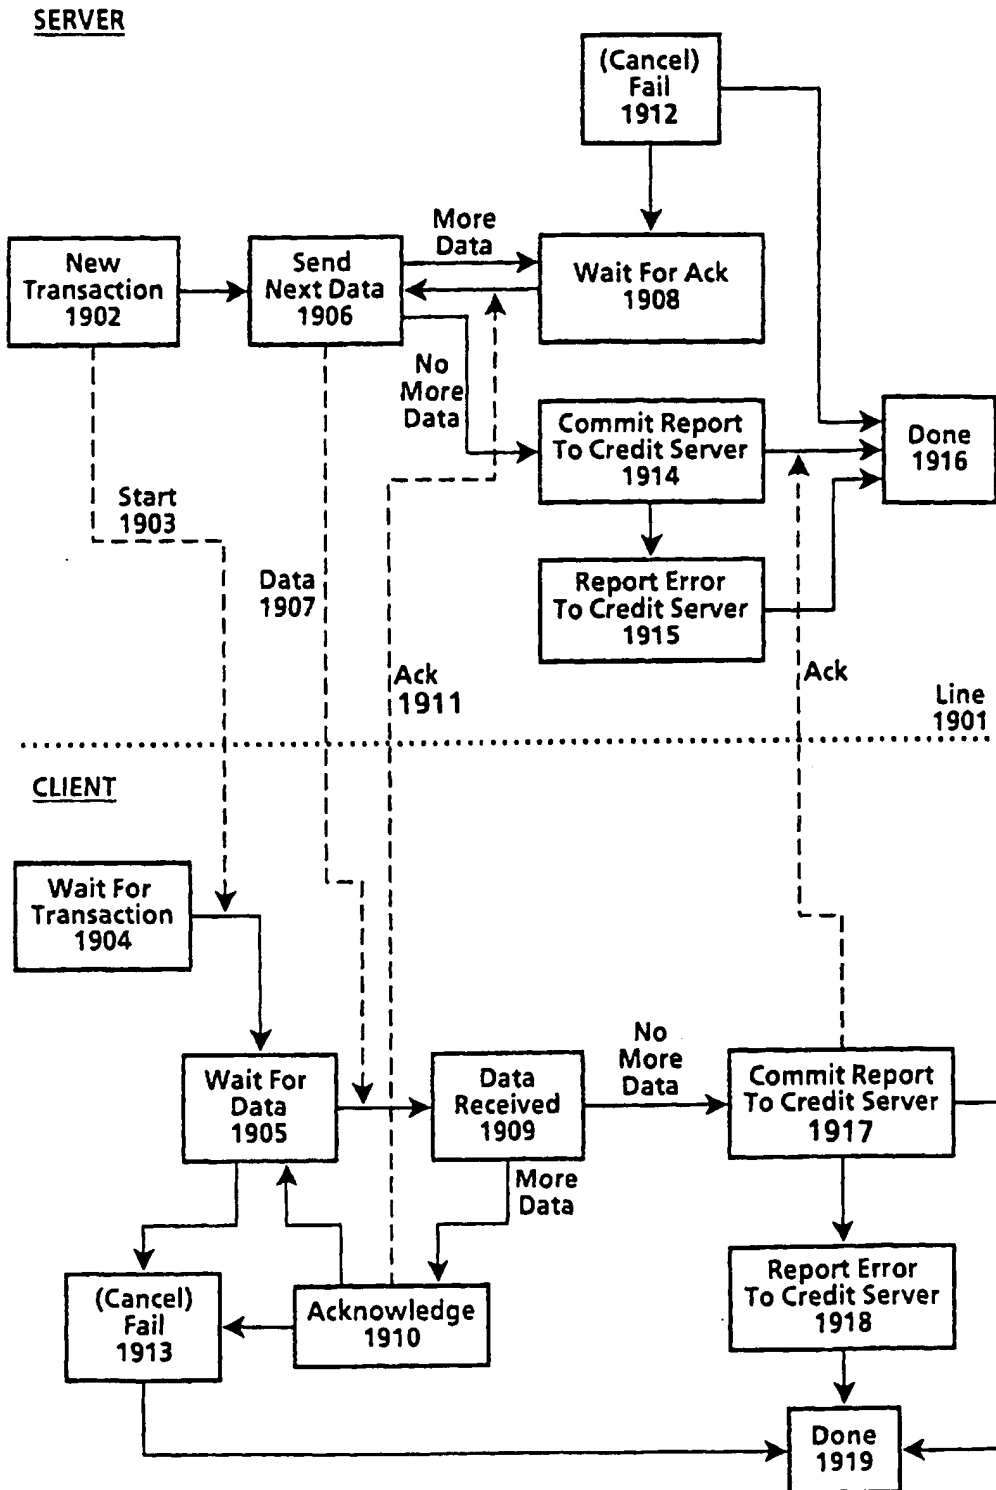 SERVER
(Cancel)
Fail
1912
More
Data
New
Transaction
1902
Send
Next Data
1906
Wait For Ack
1908
No
More
Data
Commit Report
To Credit Server
1914
Done
1916
Start
1903
Data
1907
Report Error
To Credit Server
1915
Ack
1911
Ack
Line
1901
CLIENT
Wait For
Transaction
1904
Wait For
Data
1905
Data
Received
1909
No
More
Data
Commit Report
To Credit Server
1917
More
Data
(Cancel)
Fail
1913
Acknowledge
1910
Report Error
To Credit Server
1918
Done
1919